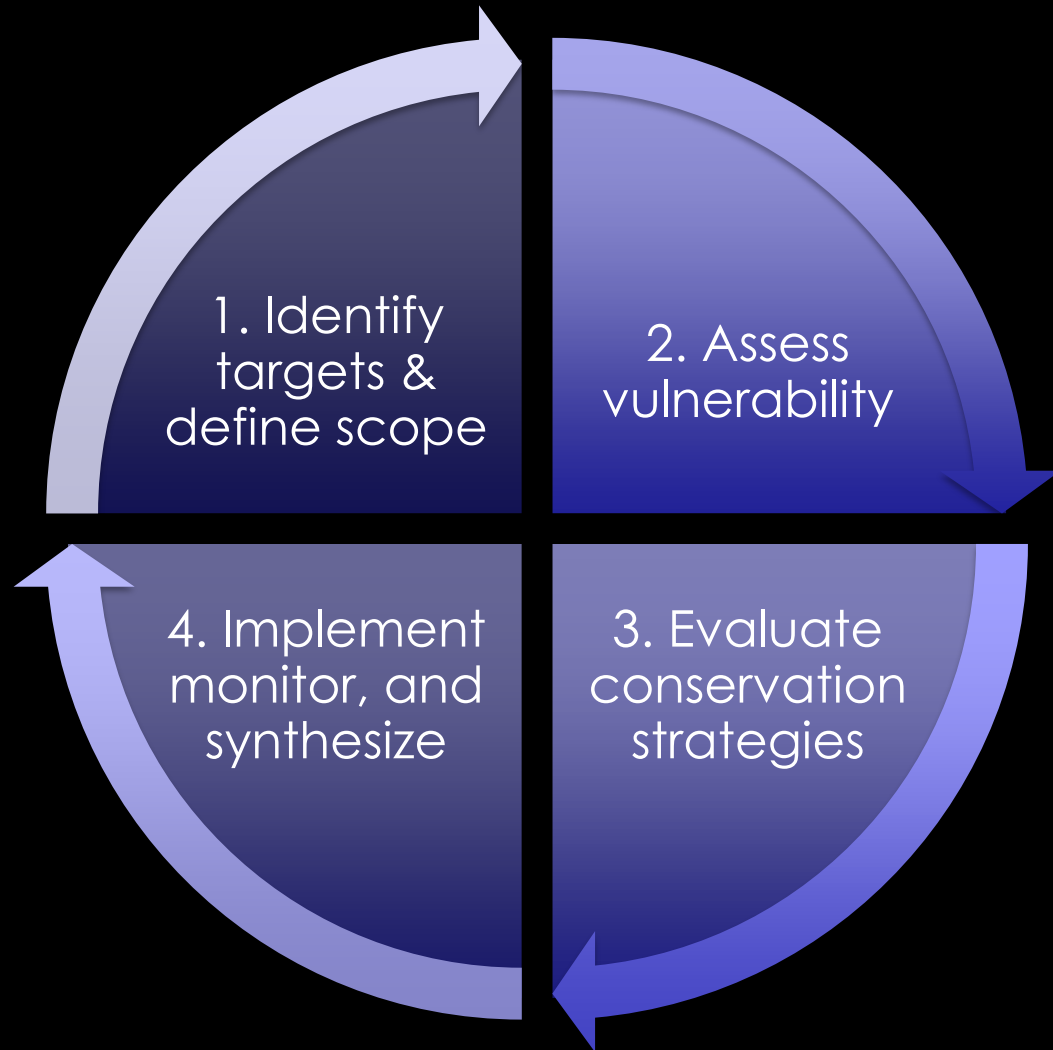 1. Identify
targets &
define scope
2. Assess
vulnerability
3. Evaluate
conservation
strategies
4. Implement
monitor, and
synthesize